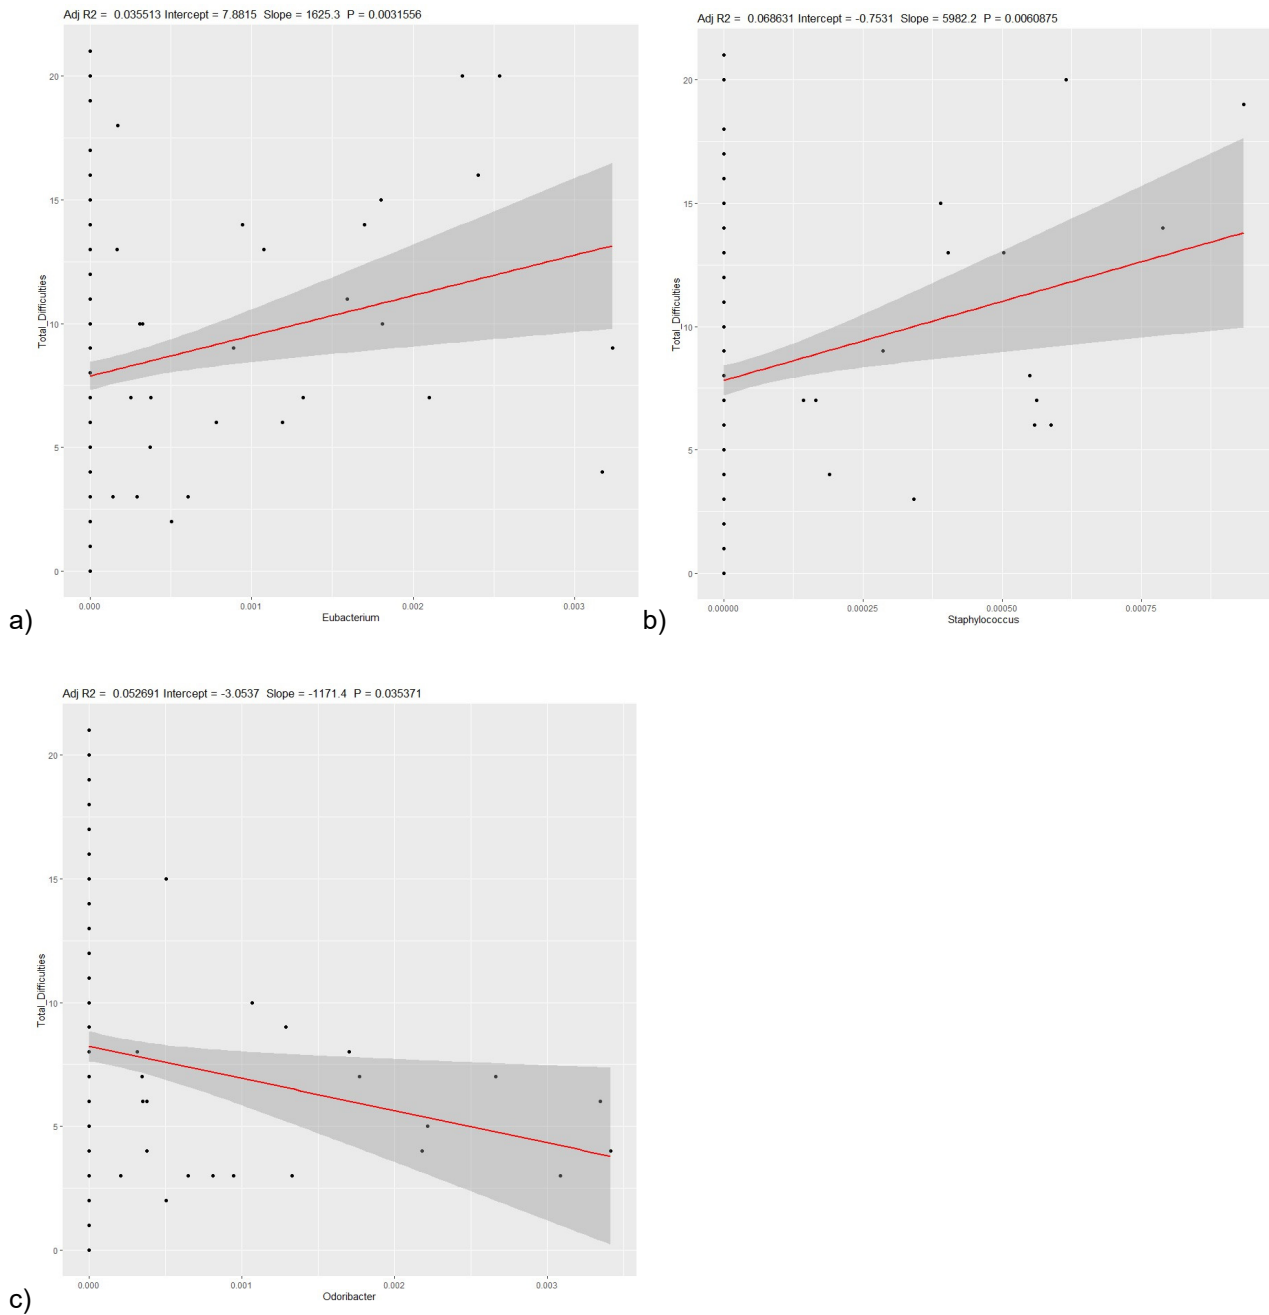 Adj R2 =  0.035513 Intercept = 7.8815  Slope = 1625.3  P = 0.0031556
20
15
10
5
0
Total_Difficulties
0.000 0.001 0.002 0.003
Eubacterium
a)
Adj R2 =  0.068631 Intercept = -0.7531  Slope = 5982.2  P = 0.0060875
20
15
10
5
0
Total_Difficulties
0.00000 0.00025 0.00050 0.00075
Staphylococcus
b)
Adj R2 =  0.052691 Intercept = -3.0537  Slope = -1171.4  P = 0.035371
20
15
10
5
0
Total_Difficulties
0.000 0.001 0.002 0.003
Odoribacter
c)